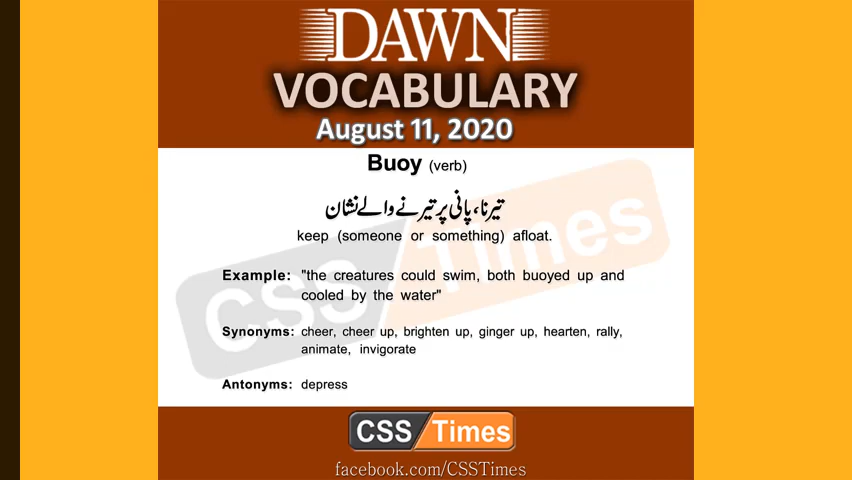 DAWN
VOCABULARY
August 11, 2020
Buoy (verb)
تیرنا، پانی پر تیرنے والے نشان
keep (someone or something) afloat.
Example: "the creatures could swim, both buoyed up and
cooled by the water"
Synonyms: cheer, cheer up, brighten up, ginger up, hearten, rally,
animate, invigorate
Antonyms: depress
CSS Times
CSS Times
facebook.com/CSSTimes